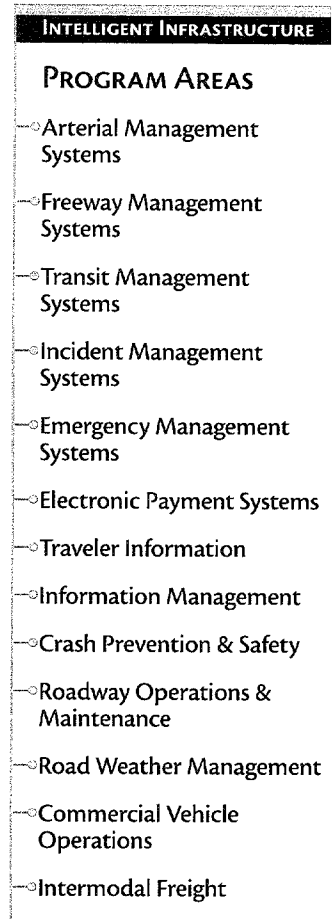 INTELLIGENT INFRASTRUCTURE
PROGRAM AREAS
Arterial Management
Systems
Freeway Management
Systems
Transit Management
Systems
Incident Management
Systems
Emergency Management
Systems
Electronic Payment Systems
Traveler Information
Information Management
Crash Prevention & Safety
Roadway Operations &
Maintenance
Road Weather Management
Commercial Vehicle
Operations
Intermodal Freight